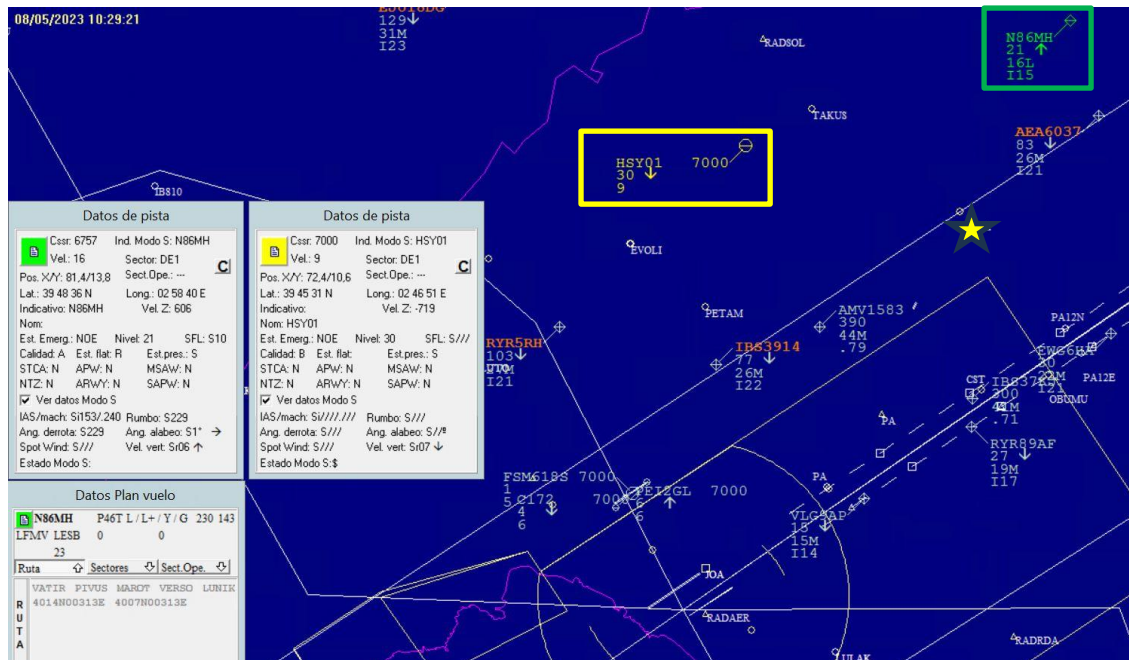 08/05/2023 10:29:21
129↓
31M
I23
RADSOL
N86MH
21 ↑
16L
I15
TAKUS
AEA6037
83 ↓
26M
I21
HSY01 7000
30 ↓
9
IB810
EVOLI
Datos de pista
Cssr: 6757 Ind. Modo S: N86MH
Vel.: 16 Sector: DE1
C
Pos. X/Y: 81,4/13,8 Sect.Ope.: ---
Lat.: 39 48 36 N Long.: 02 58 40 E
Indicativo: N86MH Vel. Z: 606
Nom:
Est. Emerg.: NOE Nivel: 21 SFL: S10
Calidad: A Est. flat: R Est.pres.: S
STCA: N APW: N MSAW: N
NTZ: N ARWY: N SAPW: N
Ver datos Modo S
IAS/mach: Si153/.240 Rumbo: S229
Ang. derrota: S229 Ang. alabeo: S1° →
Spot Wind: S/// Vel. vert: Sr06 ↑
Estado Modo S:
Datos de pista
Cssr: 7000 Ind. Modo S: HSY01
Vel.: 9 Sector: DE1
C
Pos. X/Y: 72,4/10,6 Sect.Ope.: ---
Lat.: 39 45 31 N Long.: 02 46 51 E
Indicativo: Vel. Z: -719
Nom: HSY01
Est. Emerg.: NOE Nivel: 30 SFL: S///
Calidad: B Est. flat: Est.pres.: S
STCA: N APW: N MSAW: N
NTZ: N ARWY: N SAPW: N
Ver datos Modo S
IAS/mach: Si////./// Rumbo: S///
Ang. derrota: S/// Ang. alabeo: S//º
Spot Wind: S/// Vel. vert: Sr07 ↓
Estado Modo S:$
PETAM
AMV1583
390
44M
.79
RYR5RH
103↓
I21
IBS3914
77 ↓
26M
I22
PA12N
PA12E
OBUMU
CST
300
.71
PA
PA
RYR89AF
27 ↓
19M
I17
FSM618S 7000
1
5
C172
4
6
7000
↑
VLG5AP
15 ↓
15M
I14
JOA
RADAER
RADRDA
Datos Plan vuelo
N86MH P46T L / L+ / Y / G 230 143
LFMV LESB 0 0
23
Ruta Sectores Sect.Ope.
RUTA
VATIR PIVUS MAROT VERSO LUNIK
4014N00313E 4007N00313E